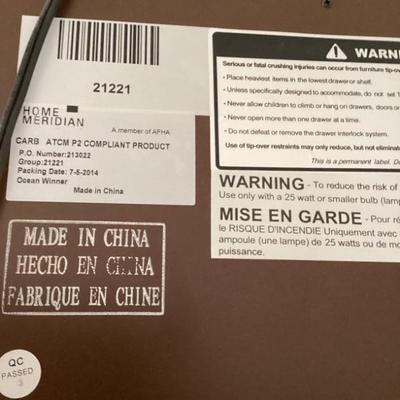 21221
HOME
MERIDIAN
A member of AFHA
CARB ATCM P2 COMPLIANT PRODUCT
P.O. Number:213022
Group:21221
Packing Date: 7-5-2014
Ocean Winner
Made in China
WARNI
Serious or fatal crushing injuries can occur from furniture tip-over
• Place heaviest items in the lowest drawer or shelf.
• Unless specifically designed to accommodate, do not set T
• Never allow children to climb or hang on drawers, doors or
• Never open more than one drawer at a time.
• Do not defeat or remove the drawer interlock system.
Use of tip-over restraints may only reduce, but not eliminate
This is a permanent label. Do
WARNING - To reduce the risk of
Use only with a 25 watt or smaller bulb (lamp
MISE EN GARDE - Pour ré
le RISQUE D'INCENDIE Uniquement avec
ampoule (une lampe) de 25 watts ou de mo
puissance.
MADE IN CHINA
HECHO EN CHINA
FABRIQUE EN CHINE
QC
PASSED
3